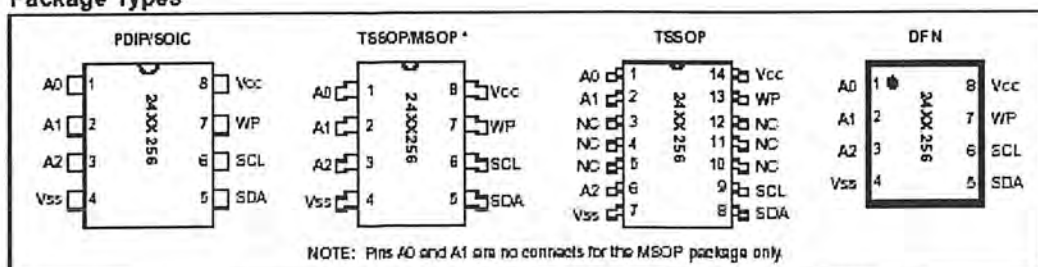 Package Types
PDIP/SOIC
A0 1 8 Vcc
A1 2 7 WP
A2 3 6 SCL
Vss 4 5 SDA
24XX256
TSSOP/MSOP *
A0 1 8 Vcc
A1 2 7 WP
A2 3 6 SCL
Vss 4 5 SDA
24XX256
TSSOP
A0 1 14 Vcc
A1 2 13 WP
NC 3 12 NC
NC 4 11 NC
NC 5 10 NC
A2 6 9 SCL
Vss 7 8 SDA
24XX256
DFN
A0 1 8 Vcc
A1 2 7 WP
A2 3 6 SCL
Vss 4 5 SDA
24XX256
NOTE: Pins A0 and A1 are no connects for the MSOP package only.